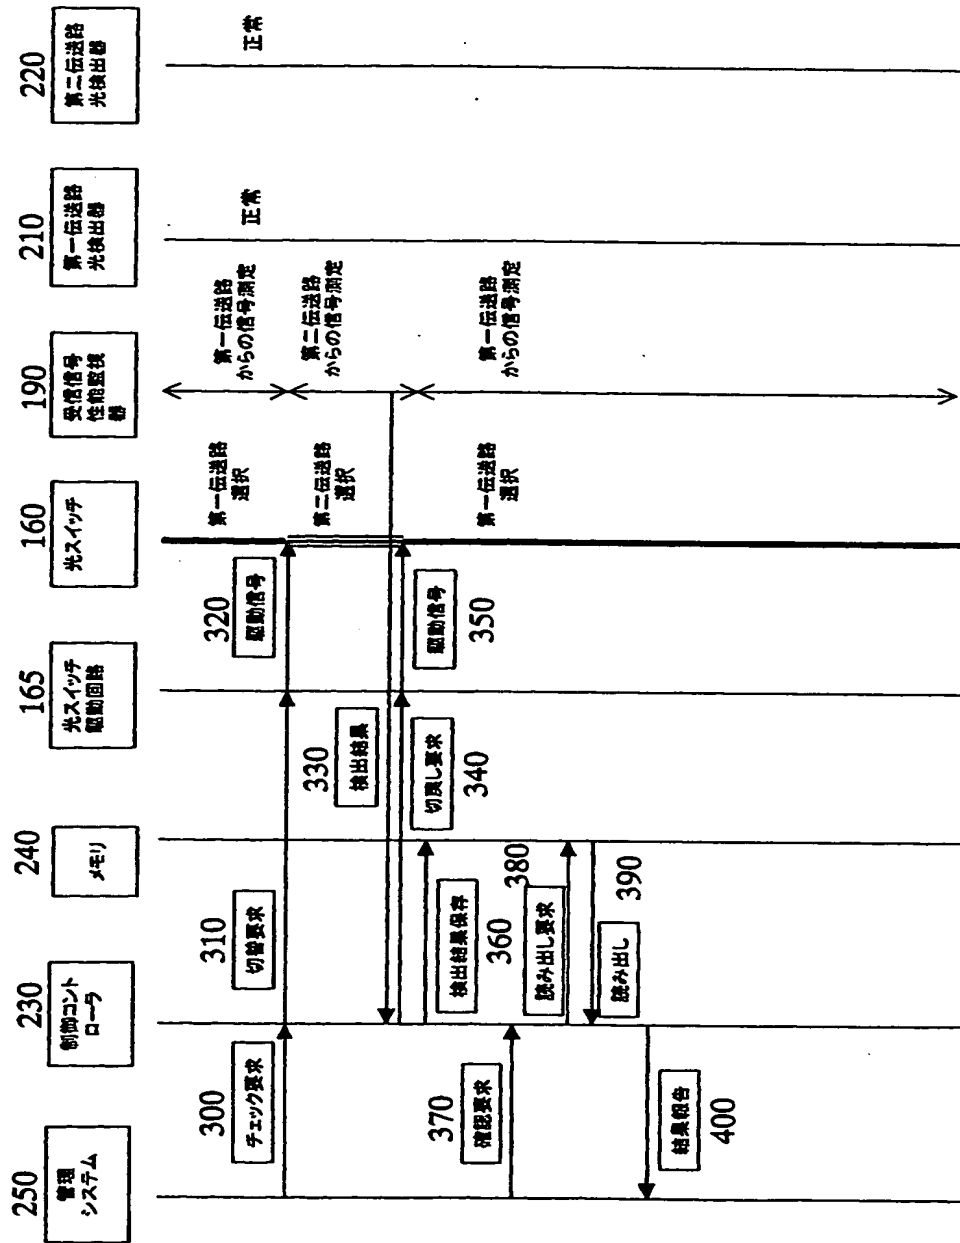 250
管理
システム
230
制御コント
ローラ
240
メモリ
165
光スイッチ
駆動回路
160
光スイッチ
190
受信信号
性能監視
器
210
第一伝送路
光検出器
220
第二伝送路
光検出器
300
チェック要求
310
切替要求
320
駆動信号
第一伝送路
選択
第一伝送路
からの信号測定
正常
正常
330
検出結果
第二伝送路
選択
第二伝送路
からの信号測定
切戻し要求
340
駆動信号
350
第一伝送路
選択
第一伝送路
からの信号測定
検出結果保存
360
370
確認要求
380
読み出し要求
読み出し
390
結果報告
400